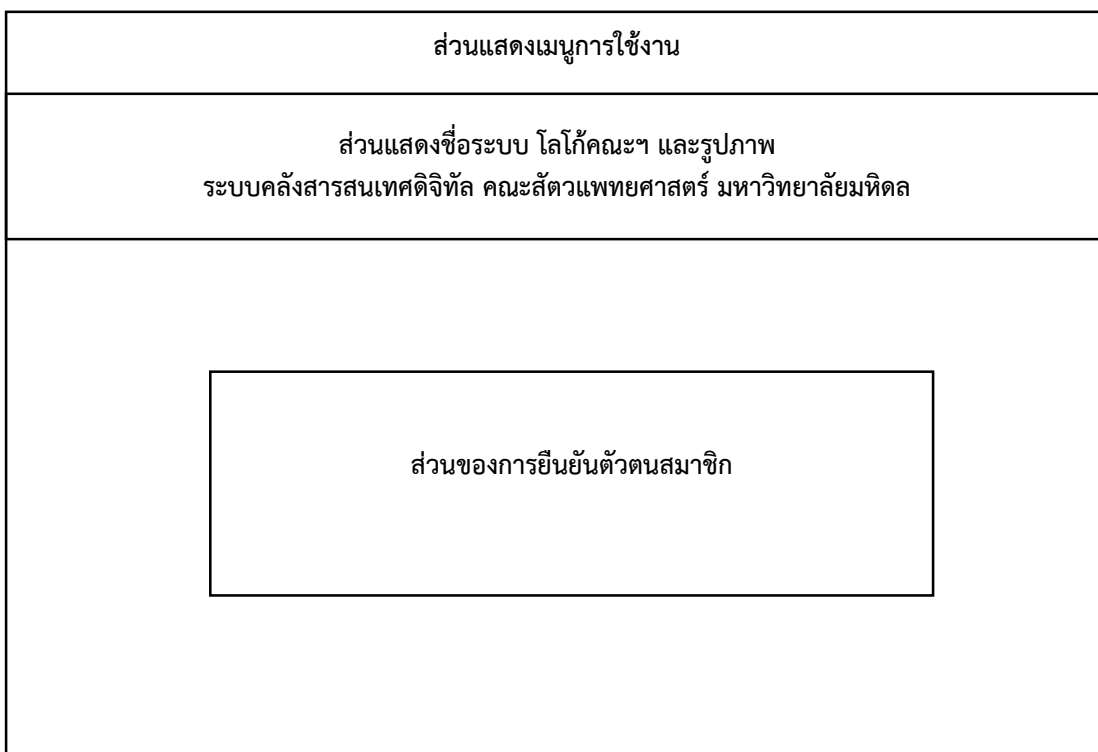 ส่วนแสดงเมนูการใช้งาน
ส่วนแสดงชื่อระบบ โลโก้คณะฯ และรูปภาพ
ระบบคลังสารสนเทศดิจิทัล คณะสัตวแพทยศาสตร์ มหาวิทยาลัยมหิดล
ส่วนของการยืนยันตัวตนสมาชิก